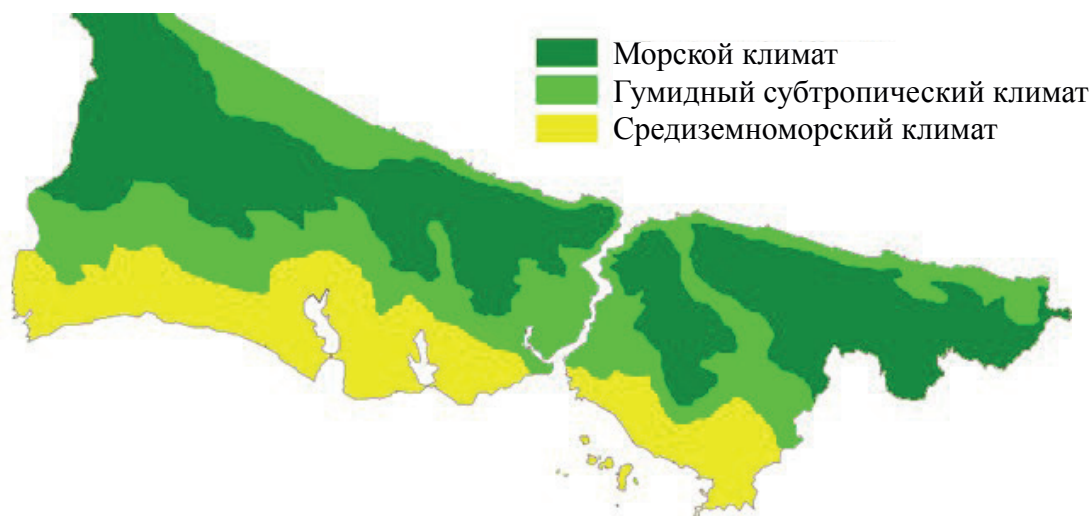 Морской климат
Гумидный субтропический климат
Средиземноморский климат